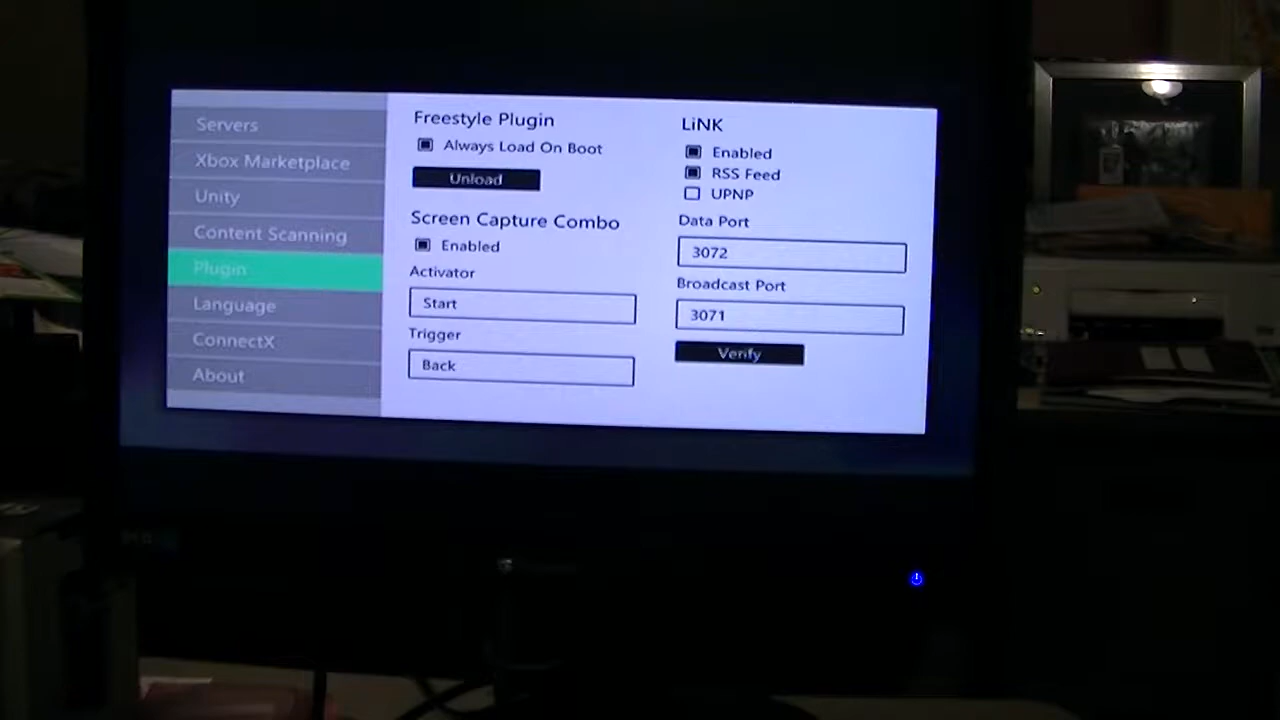 Servers
Xbox Marketplace
Unity
Content Scanning
Plugin
Language
ConnectX
About
Freestyle Plugin
Always Load On Boot
Unload
Screen Capture Combo
Enabled
Activator
Start
Trigger
Back
LiNK
Enabled
RSS Feed
UPNP
Data Port
3072
Broadcast Port
3071
Verify